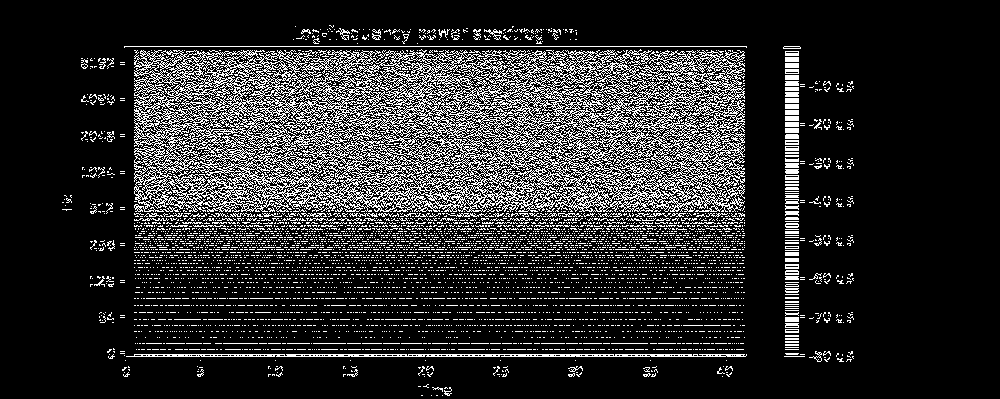 Log-frequency power spectrogram
8192
4096
2048
1024
512
256
128
64
0
Hz
0
5
10
15
20
25
30
35
40
Time
-10 dB
-20 dB
-30 dB
-40 dB
-50 dB
-60 dB
-70 dB
-80 dB